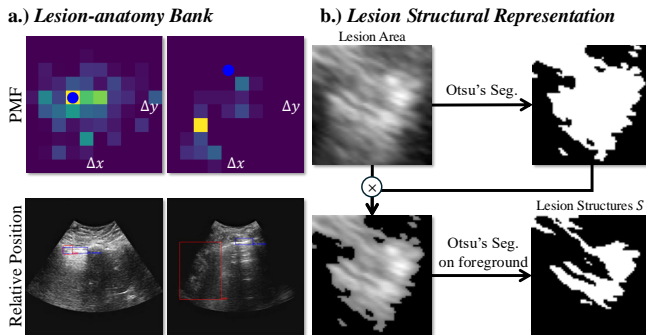 a.) Lesion-anatomy Bank
PMF
Δy
Δx
Δy
Δx
Relative Position
b.) Lesion Structural Representation
Lesion Area
Otsu's Seg.
×
Lesion Structures S
Otsu's Seg.
on foreground